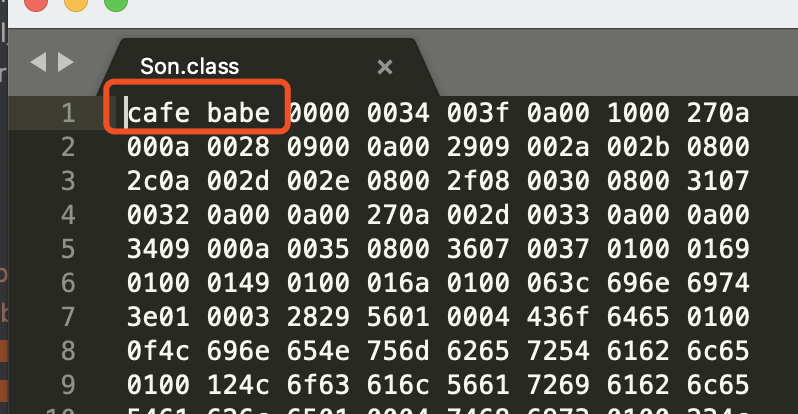 Son.class
1 cafe babe 0000 0034 003f 0a00 1000 270a
2 000a 0028 0900 0a00 2909 002a 002b 0800
3 2c0a 002d 002e 0800 2f08 0030 0800 3107
4 0032 0a00 0a00 270a 002d 0033 0a00 0a00
5 3409 000a 0035 0800 3607 0037 0100 0169
6 0100 0149 0100 016a 0100 063c 696e 6974
7 3e01 0003 2829 5601 0004 436f 6465 0100
8 0f4c 696e 654e 756d 6265 7254 6162 6c65
9 0100 124c 6f63 616c 5661 7269 6162 6c65